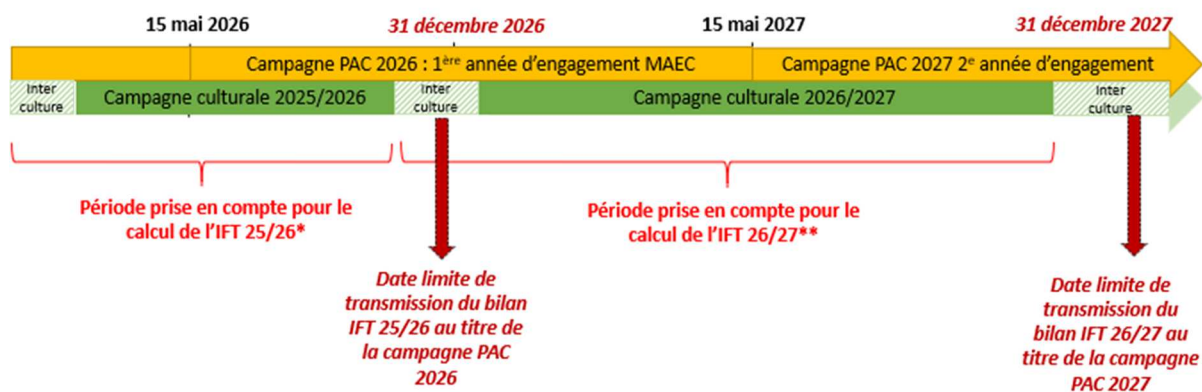 15 mai 2026
31 décembre 2026
15 mai 2027
31 décembre 2027
Campagne PAC 2026 : 1ère année d'engagement MAEC
Campagne PAC 2027 2e année d'engagement
Inter
culture
Campagne culturale 2025/2026
Inter
culture
Campagne culturale 2026/2027
Inter
culture
Période prise en compte pour le
calcul de l'IFT 25/26*
Période prise en compte pour le
calcul de l'IFT 26/27**
Date limite de
transmission du bilan
IFT 25/26 au titre de
la campagne PAC
2026
Date limite de
transmission du
bilan IFT 26/27 au
titre de la campagne
PAC 2027